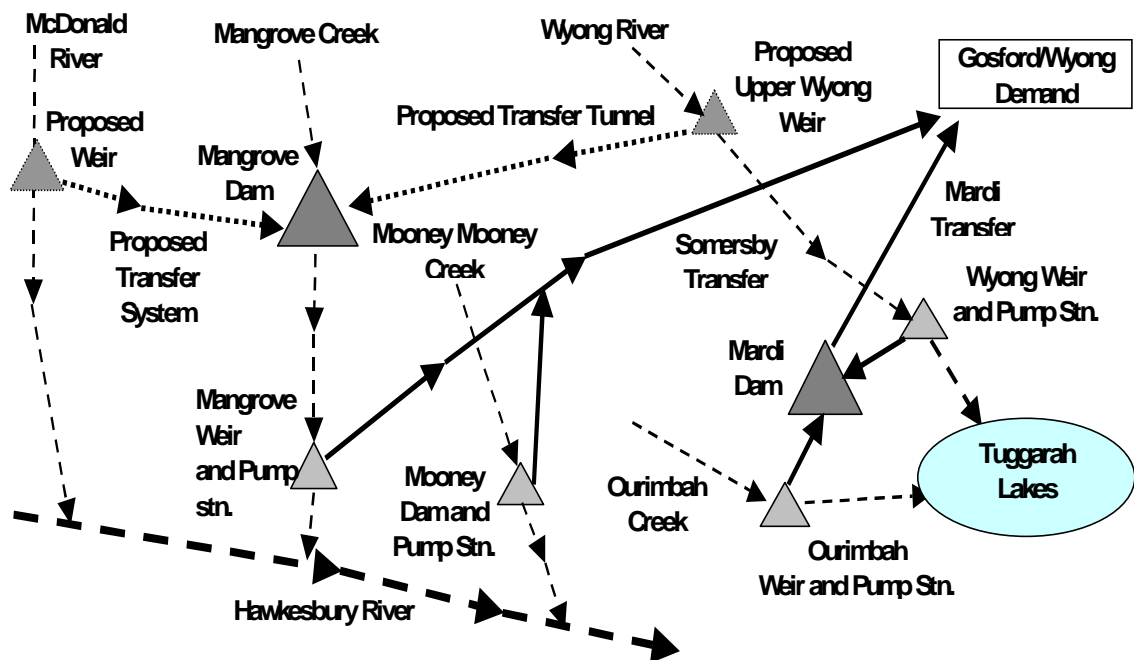 McDonald
River
Mangrove Creek
Wyong River
Proposed
Upper Wyong
Weir
Gosford/Wyong
Demand
Proposed
Weir
Mangrove
Dam
Proposed Transfer Tunnel
Proposed
Transfer
System
Mooney Mooney
Creek
Somersby
Transfer
Mardi
Transfer
Wyong Weir
and Pump Stn.
Mardi
Dam
Mangrove
Weir
and Pump
stn.
Mooney
Dam and
Pump Stn.
Ourimbah
Creek
Tuggarah
Lakes
Ourimbah
Weir and Pump Stn.
Hawkesbury River